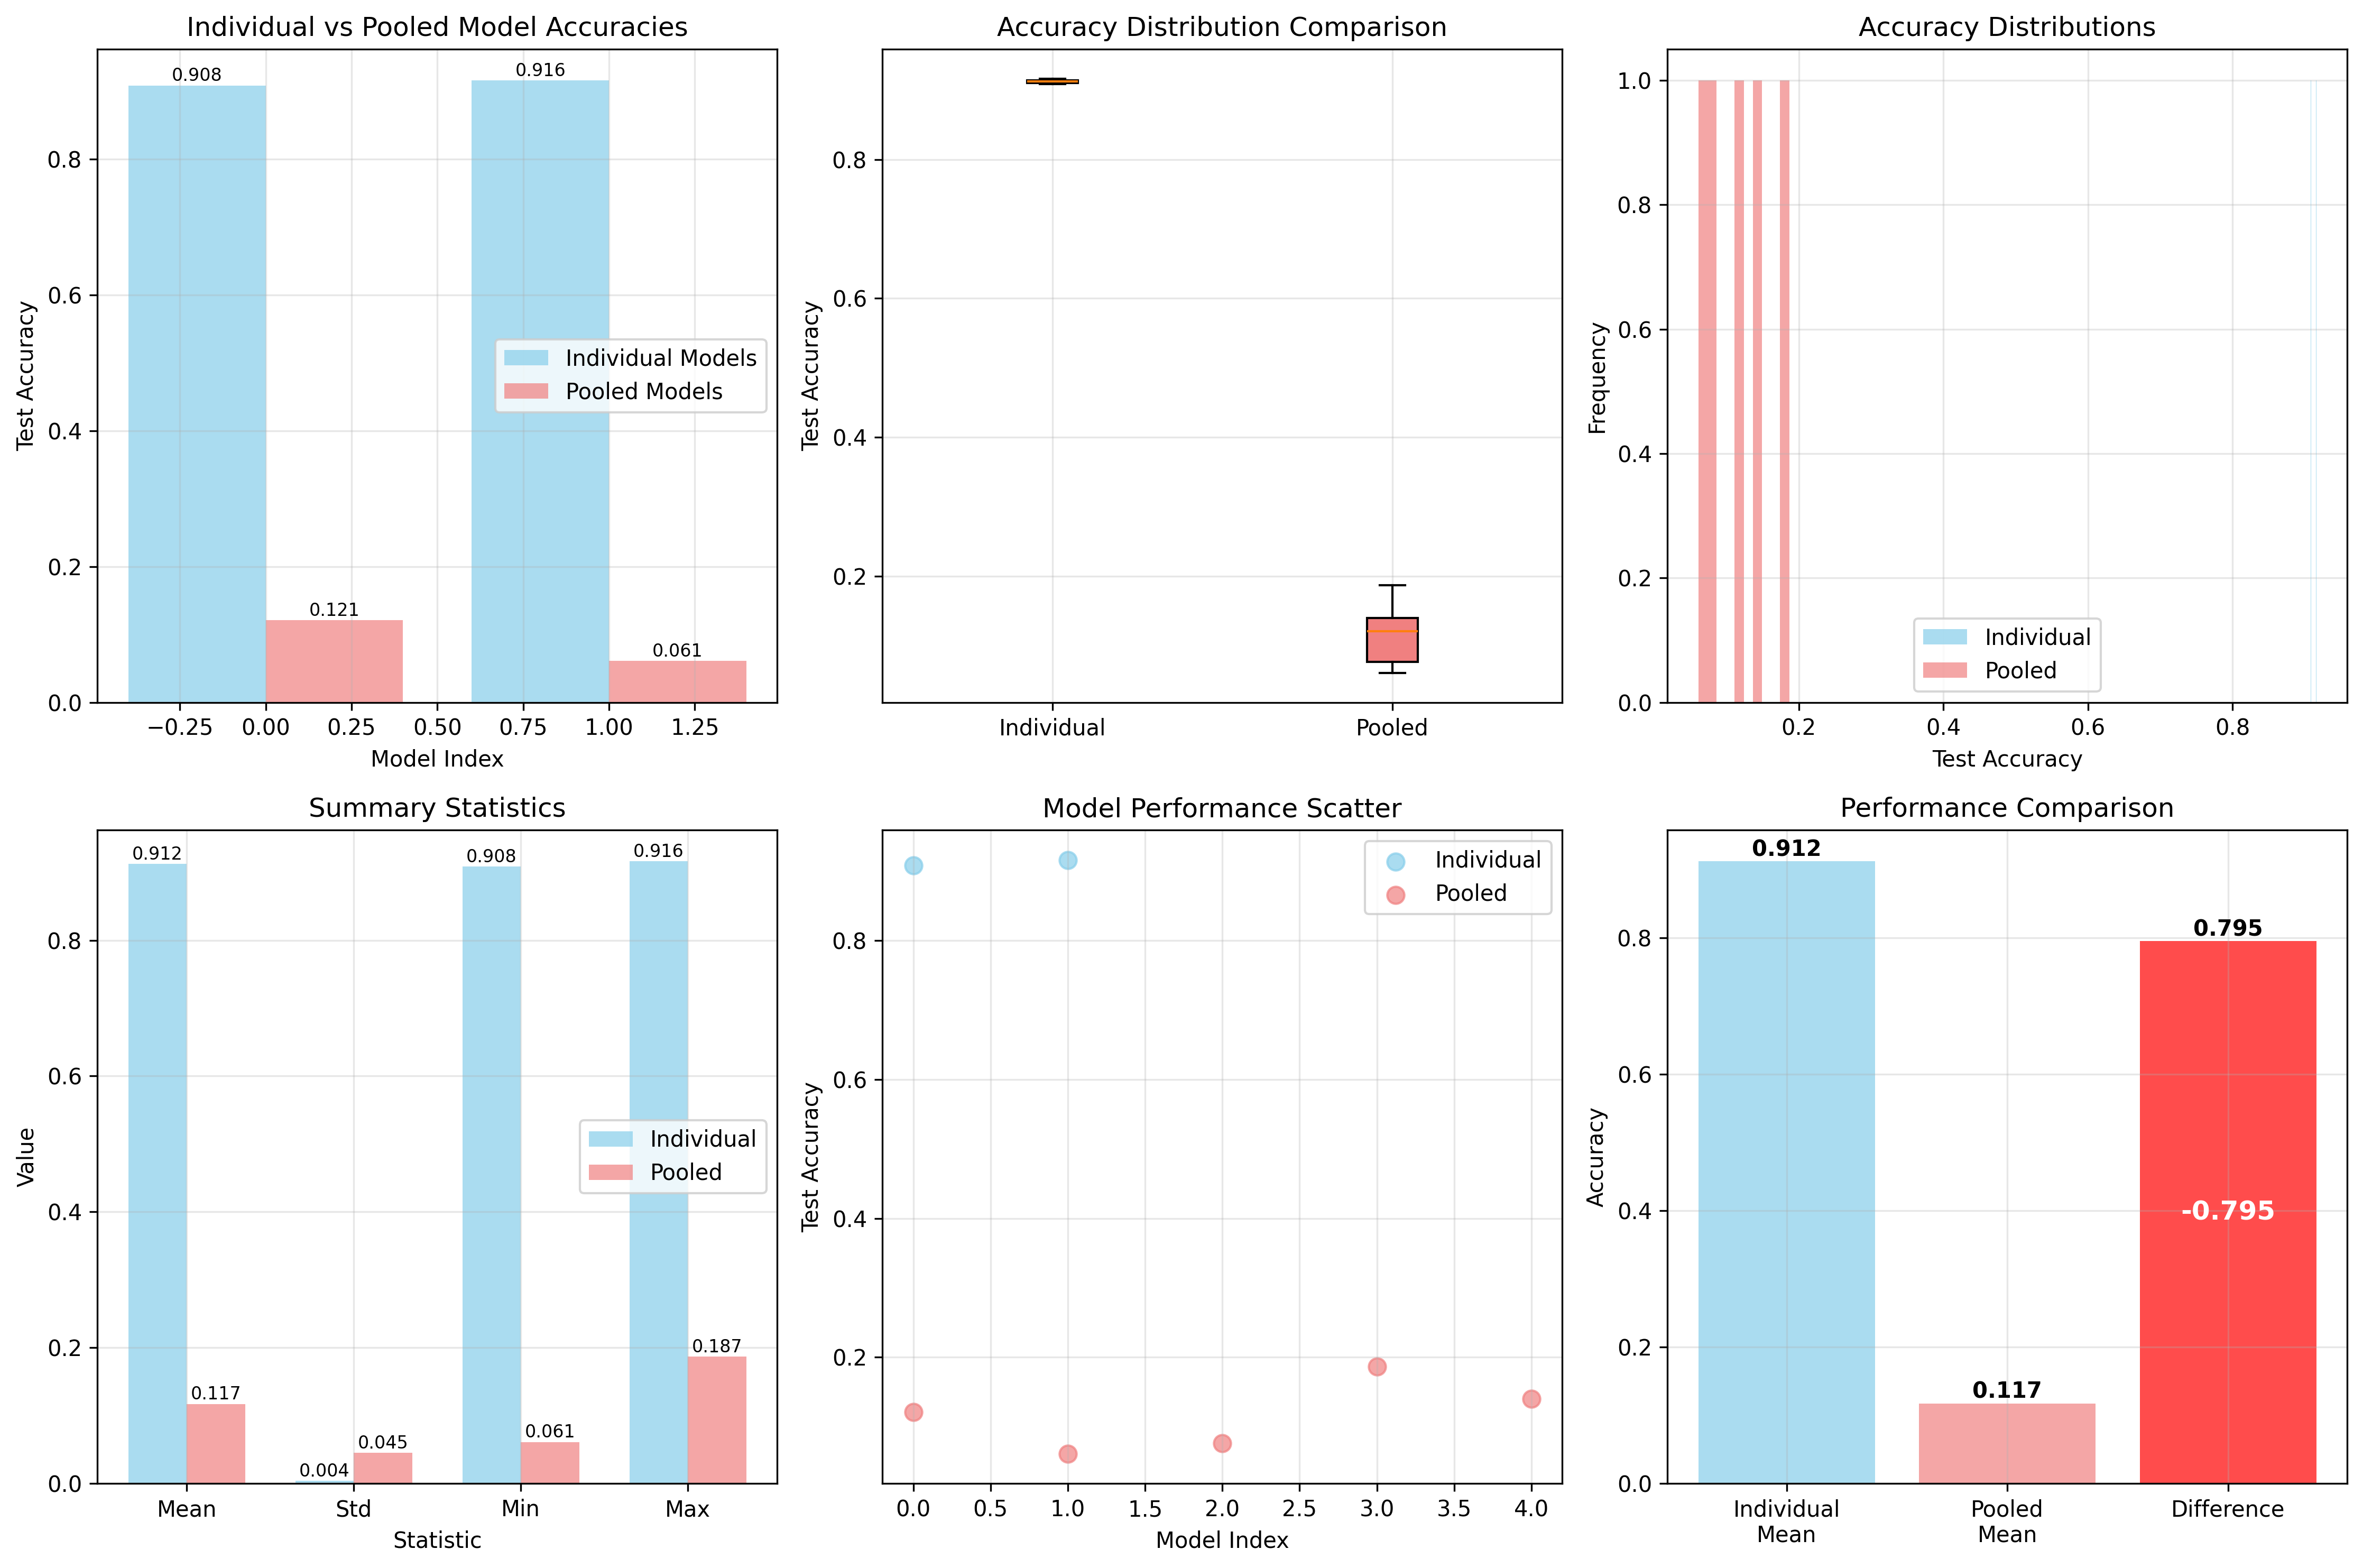 Individual vs Pooled Model Accuracies
0.908
0.916
0.121
0.061
Individual Models
Pooled Models
0.0
0.2
0.4
0.6
0.8
Test Accuracy
−0.25 0.00 0.25 0.50 0.75 1.00 1.25
Model Index
Accuracy Distribution Comparison
0.2
0.4
0.6
0.8
Test Accuracy
Individual Pooled
Accuracy Distributions
0.0
0.2
0.4
0.6
0.8
1.0
Frequency
Individual
Pooled
0.2 0.4 0.6 0.8
Test Accuracy
Summary Statistics
0.912
0.117
0.004
0.045
0.908
0.061
0.916
0.187
Individual
Pooled
0.0
0.2
0.4
0.6
0.8
Value
Mean Std Min Max
Statistic
Model Performance Scatter
Individual
Pooled
0.2
0.4
0.6
0.8
Test Accuracy
0.0 0.5 1.0 1.5 2.0 2.5 3.0 3.5 4.0
Model Index
Performance Comparison
0.912
0.117
0.795
-0.795
0.0
0.2
0.4
0.6
0.8
Accuracy
Individual
Mean
Pooled
Mean
Difference